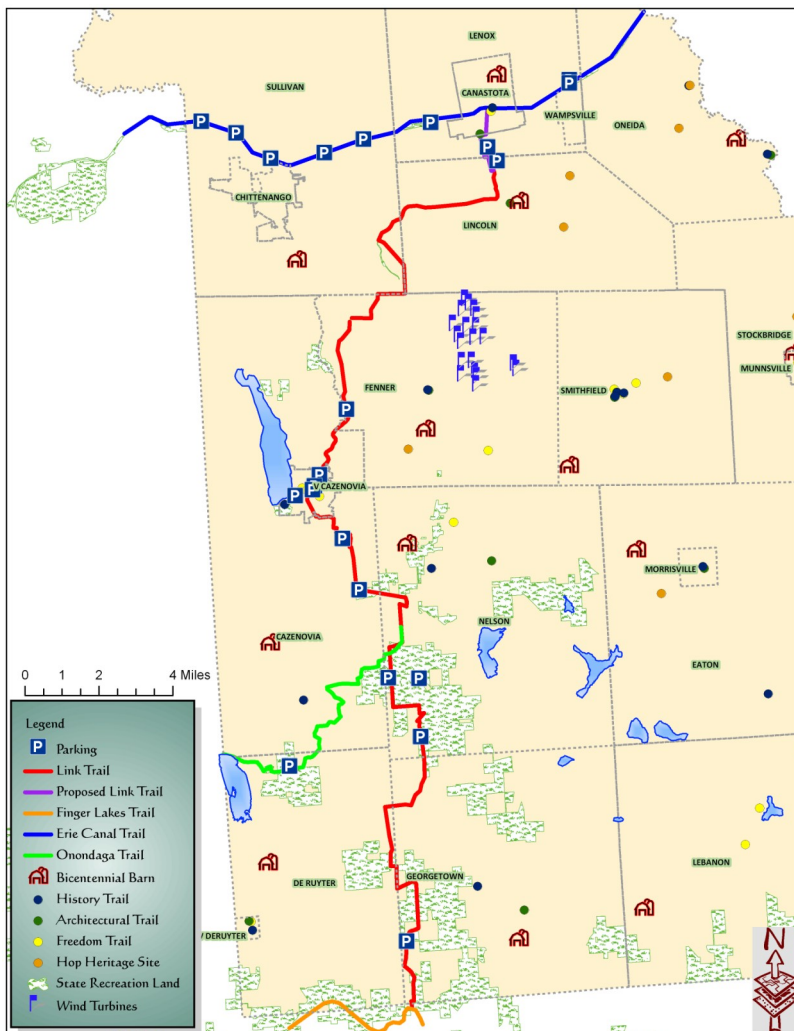 LENOX
SULLIVAN
P
CANASTOTA
P
P
P
WAMPSVILLE
ONEIDA
P
P
P
P
P
P
CHITTENANGO
LINCOLN
STOCKBRIDGE
MUNNSVILLE
FENNER
SMITHFIELD
P
P
P
P
V CAZENOVIA
P
MORRISVILLE
P
NELSON
CAZENOVIA
EATON
0 1 2 4 Miles
P
P
P
P
Legend
P Parking
Link Trail
Proposed Link Trail
Finger Lakes Trail
Erie Canal Trail
Onondaga Trail
Bicentennial Barn
History Trail
Architectural Trail
Freedom Trail
Hop Heritage Site
State Recreation Land
Wind Turbines
LEBANON
DE RUYTER
GEORGETOWN
V DERUYTER
P
N